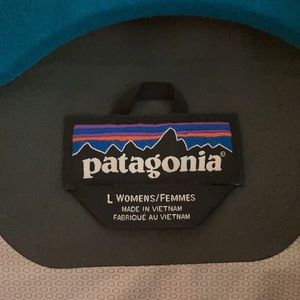 patagonia®
L WOMENS/FEMMES
MADE IN VIETNAM
FABRIQUÉ AU VIETNAM